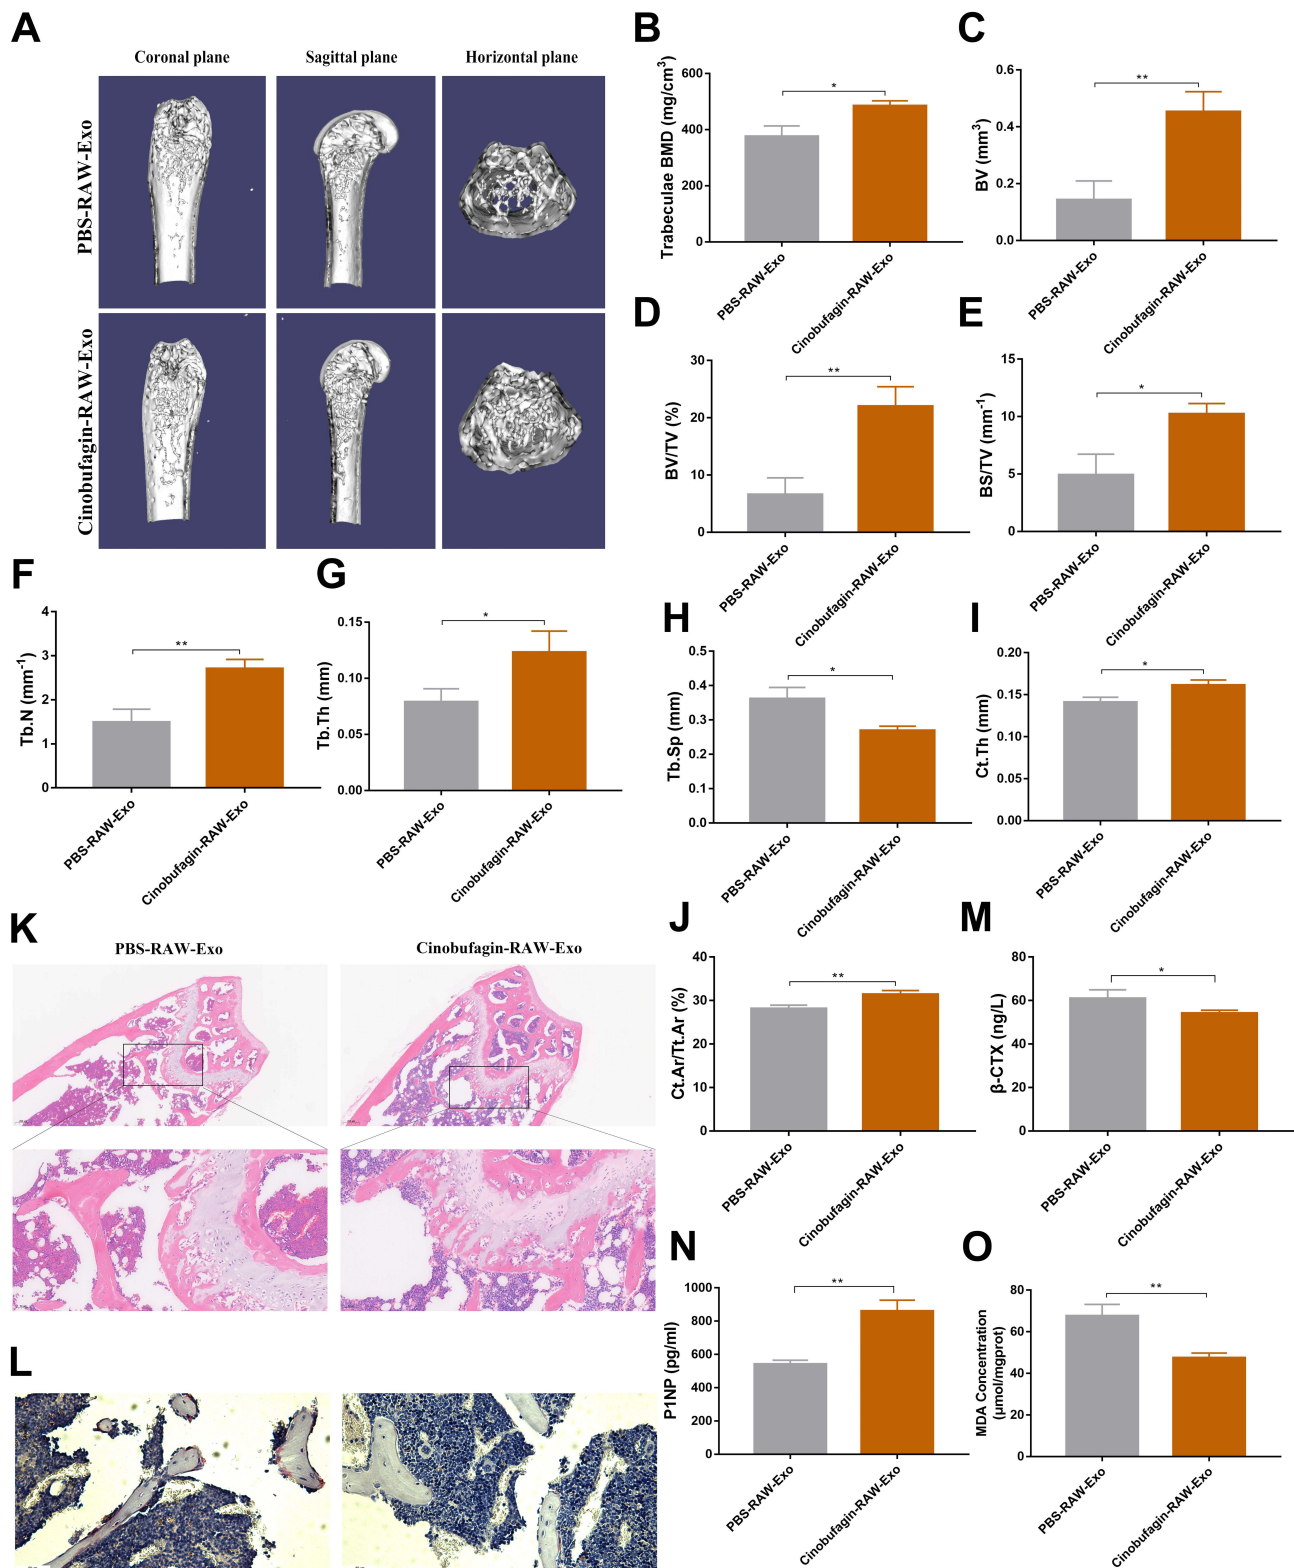 A
Coronal plane
Sagittal plane
Horizontal plane
PBS-RAW-Exo
Cinobufagin-RAW-Exo
B
Trabeculae BMD (mg/cm³)
600
400
200
0
*
PBS-RAW-Exo
Cinobufagin-RAW-Exo
C
BV (mm³)
0.6
0.4
0.2
0.0
**
PBS-RAW-Exo
Cinobufagin-RAW-Exo
D
BV/TV (%)
30
20
10
0
**
PBS-RAW-Exo
Cinobufagin-RAW-Exo
E
BS/TV (mm⁻¹)
15
10
5
0
*
PBS-RAW-Exo
Cinobufagin-RAW-Exo
F
Tb.N (mm⁻¹)
4
3
2
1
0
**
PBS-RAW-Exo
Cinobufagin-RAW-Exo
G
Tb.Th (mm)
0.15
0.10
0.05
0.00
*
PBS-RAW-Exo
Cinobufagin-RAW-Exo
H
Tb.Sp (mm)
0.5
0.4
0.3
0.2
0.1
0.0
*
PBS-RAW-Exo
Cinobufagin-RAW-Exo
I
Ct.Th (mm)
0.20
0.15
0.10
0.05
0.00
*
PBS-RAW-Exo
Cinobufagin-RAW-Exo
K
PBS-RAW-Exo
Cinobufagin-RAW-Exo
J
Ct.Ar/Tt.Ar (%)
40
30
20
10
0
**
PBS-RAW-Exo
Cinobufagin-RAW-Exo
M
β-CTX (ng/L)
80
60
40
20
0
*
PBS-RAW-Exo
Cinobufagin-RAW-Exo
L
N
P1NP (pg/ml)
1000
800
600
400
200
0
**
PBS-RAW-Exo
Cinobufagin-RAW-Exo
O
MDA Concentration
(μmol/mgprot)
80
60
40
20
0
**
PBS-RAW-Exo
Cinobufagin-RAW-Exo